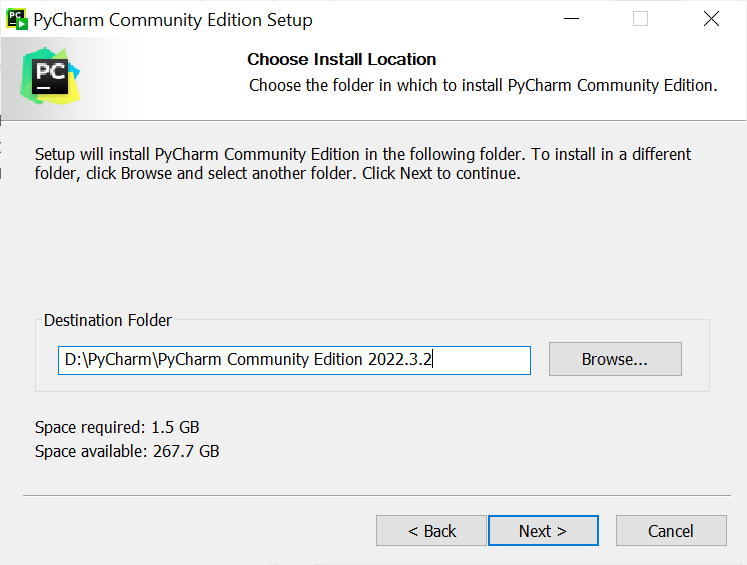 PC
PyCharm Community Edition Setup
PC
Choose Install Location
Choose the folder in which to install PyCharm Community Edition.
Setup will install PyCharm Community Edition in the following folder. To install in a different
folder, click Browse and select another folder. Click Next to continue.
Destination Folder
D:\PyCharm\PyCharm Community Edition 2022.3.2
Browse...
Space required: 1.5 GB
Space available: 267.7 GB
< Back
Next >
Cancel